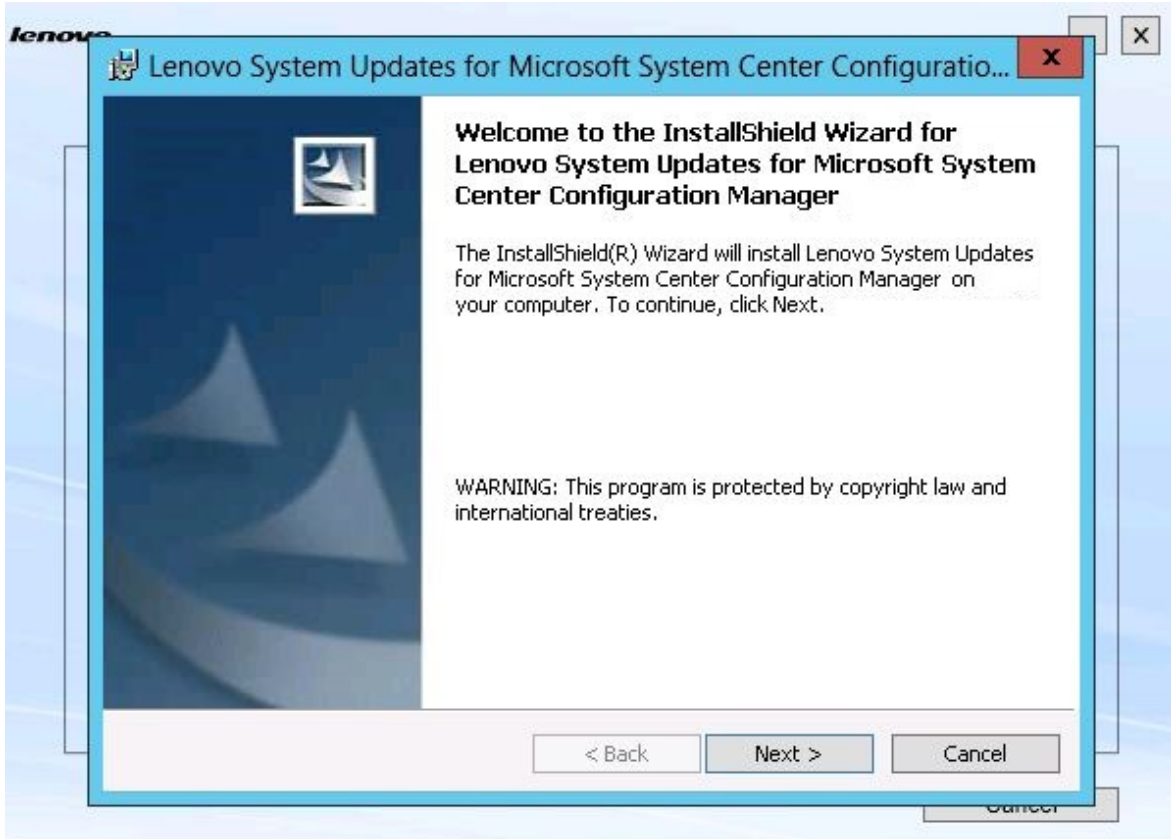 Lenovo System Updates for Microsoft System Center Configuratio...
Welcome to the InstallShield Wizard for
Lenovo System Updates for Microsoft System
Center Configuration Manager
The InstallShield(R) Wizard will install Lenovo System Updates
for Microsoft System Center Configuration Manager on
your computer. To continue, click Next.
WARNING: This program is protected by copyright law and
international treaties.
< Back
Next >
Cancel